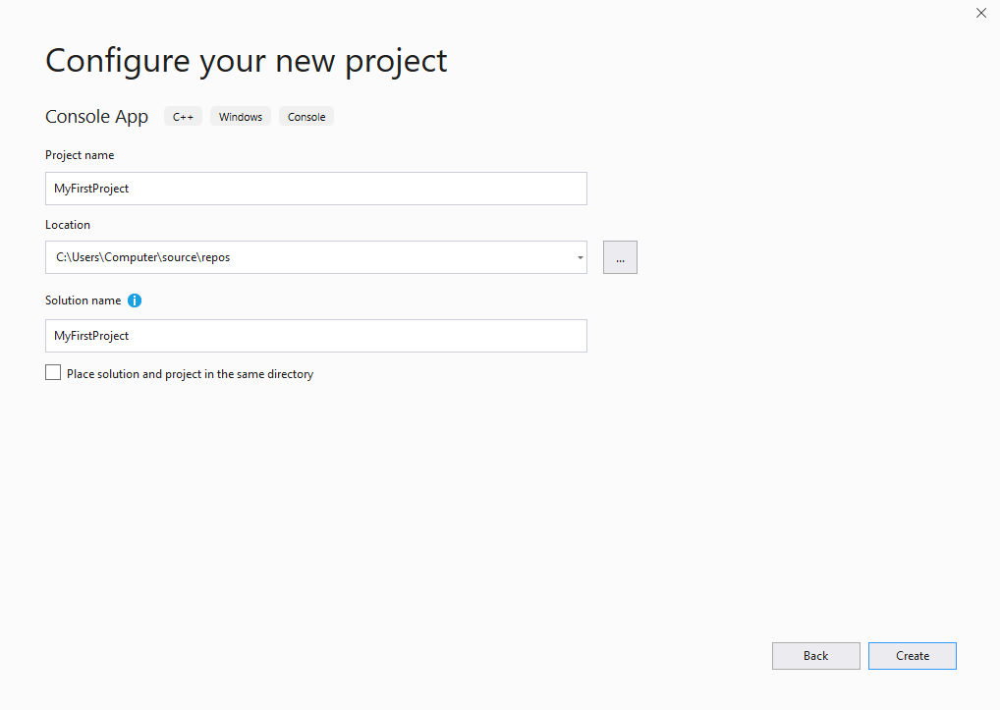 Configure your new project
Console App C++ Windows Console
Project name
MyFirstProject
Location
C:\Users\Computer\source\repos ...
Solution name i
MyFirstProject
Place solution and project in the same directory
Back Create